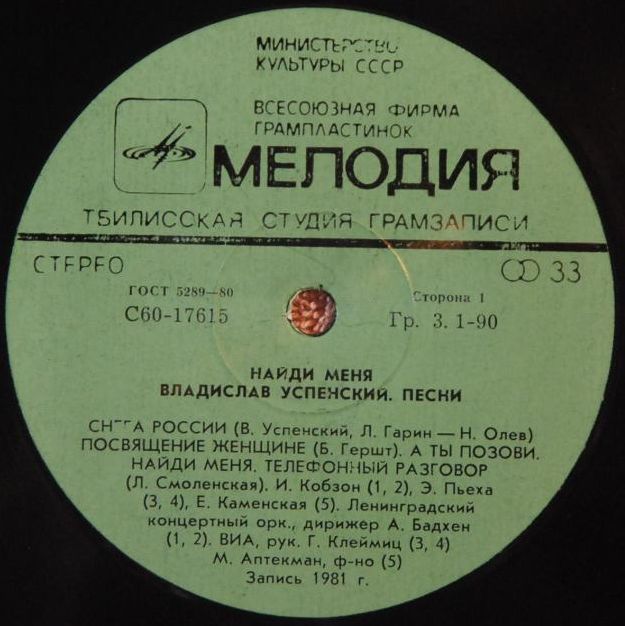 МИНИСТЕРСТВО
КУЛЬТУРЫ СССР
ВСЕСОЮЗНАЯ ФИРМА
ГРАМПЛАСТИНОК
МЕЛОДИЯ
ТБИЛИССКАЯ СТУДИЯ ГРАМЗАПИСИ
СТЕРЕО
33
ГОСТ 5289—80
С60-17615
Сторона 1
Гр. 3. 1-90
НАЙДИ МЕНЯ
ВЛАДИСЛАВ УСПЕНСКИЙ. ПЕСНИ
СНЕГА РОССИИ (В. Успенский, Л. Гарин — Н. Олев)
ПОСВЯЩЕНИЕ ЖЕНЩИНЕ (Б. Гершт). А ТЫ ПОЗОВИ.
НАЙДИ МЕНЯ. ТЕЛЕФОННЫЙ РАЗГОВОР
(Л. Смоленская). И. Кобзон (1, 2), Э. Пьеха
(3, 4), Е. Каменская (5). Ленинградский
концертный орк., дирижер А. Бадхен
(1, 2). ВИА, рук. Г. Клеймиц (3, 4)
М. Аптекман, ф-но (5)
Запись 1981 г.